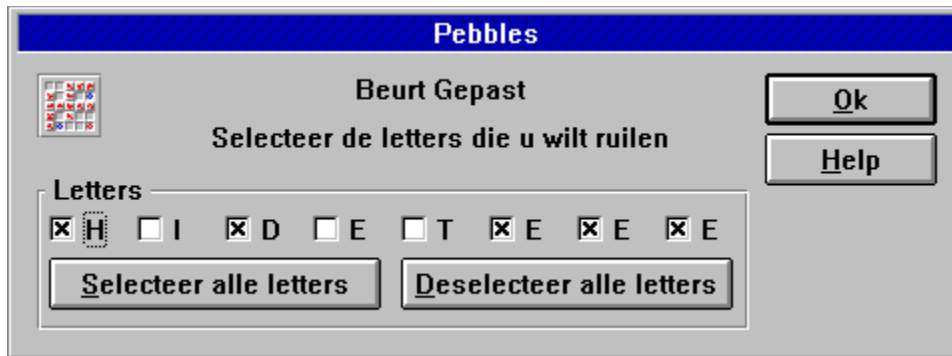 Pebbles
Beurt Gepast
Selecteer de letters die u wilt ruilen
Ok
Help
Letters
H I D E T E E E
Selecteer alle letters Deselecteer alle letters